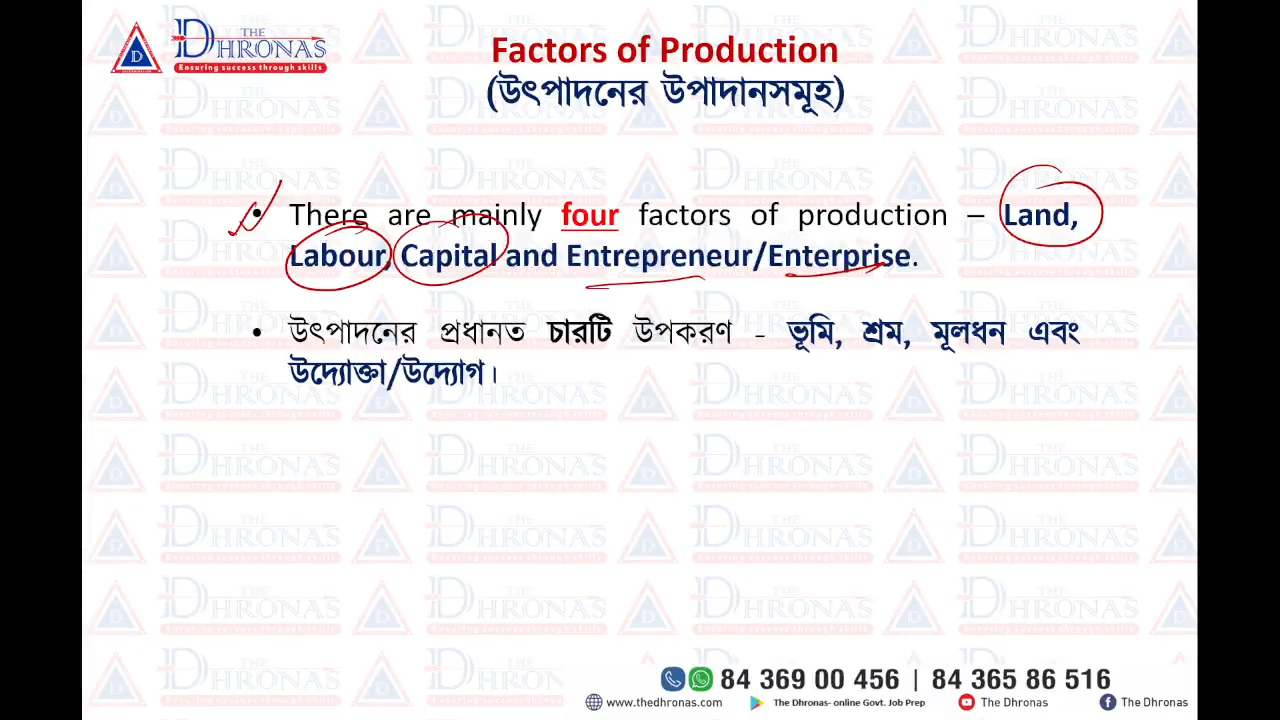 THE
DHRONAS
Ensuring success through skills
Factors of Production
(উৎপাদনের উপাদানসমূহ)
• There are mainly four factors of production – Land,
Labour, Capital and Entrepreneur/Enterprise.
• উৎপাদনের প্রধানত চারটি উপকরণ - ভূমি, শ্রম, মূলধন এবং
উদ্যোক্তা/উদ্যোগ।
84 369 00 456 | 84 365 86 516
www.thedhronas.com The Dhronas- online Govt. Job Prep The Dhronas The Dhronas